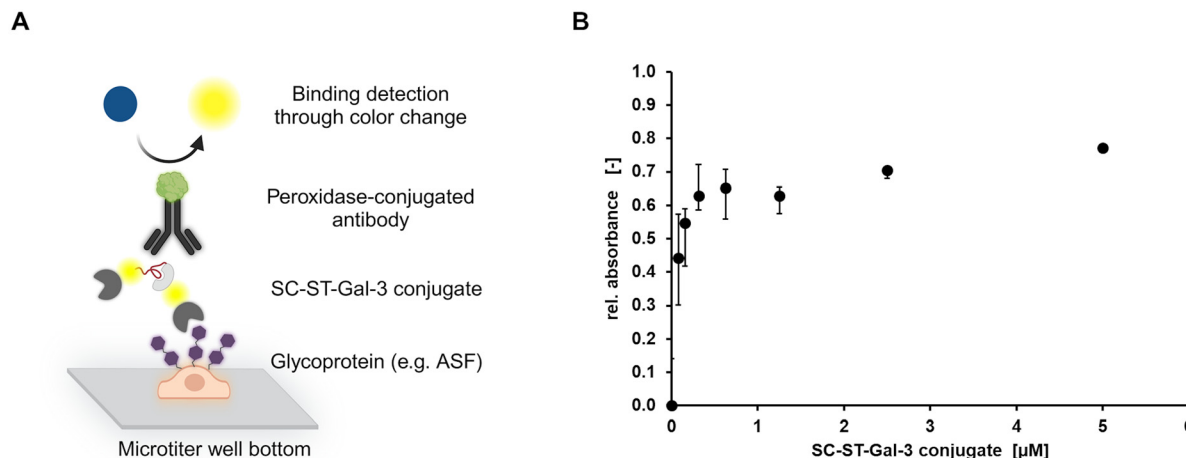 A
Binding detection
through color change
Peroxidase-conjugated
antibody
SC-ST-Gal-3 conjugate
Glycoprotein (e.g. ASF)
Microtiter well bottom
B
rel. absorbance [-]
1.0
0.9
0.8
0.7
0.6
0.5
0.4
0.3
0.2
0.1
0.0
0 1 2 3 4 5
SC-ST-Gal-3 conjugate [µM]